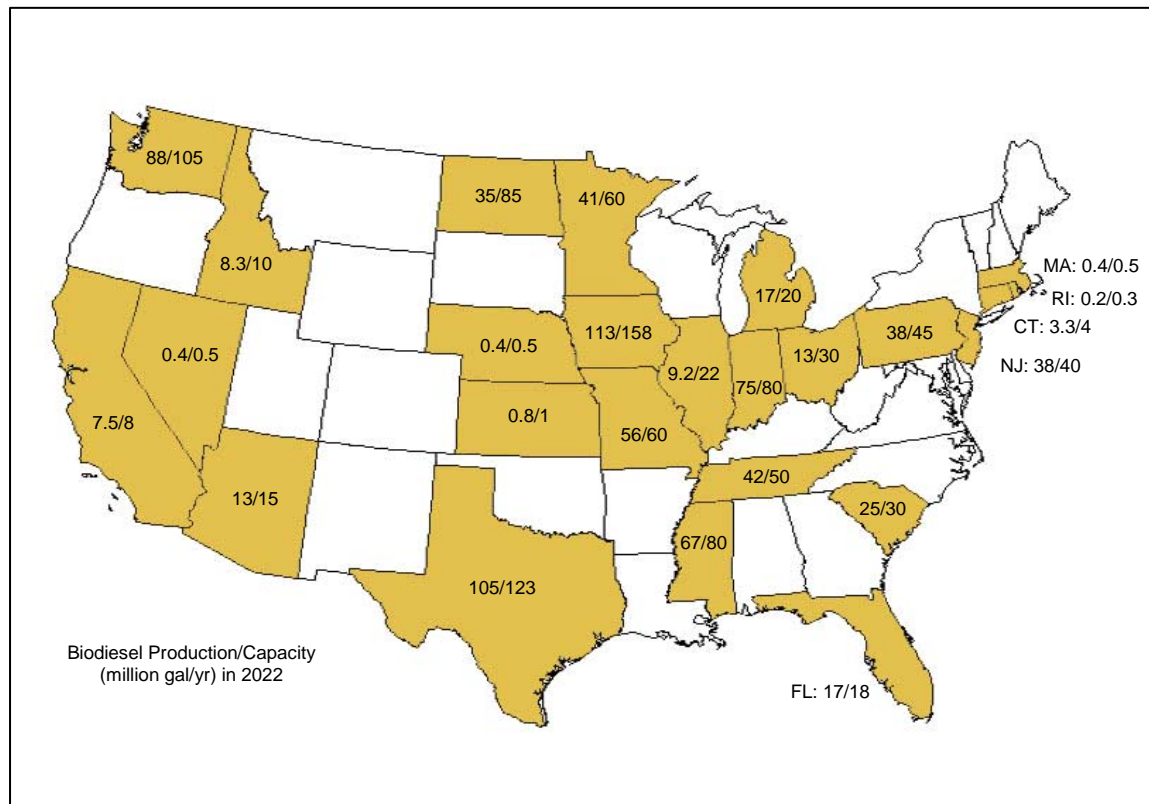 88/105
35/85
41/60
8.3/10
17/20
MA: 0.4/0.5
RI: 0.2/0.3
CT: 3.3/4
NJ: 38/40
0.4/0.5
0.4/0.5
113/158
9.2/22
75/80
13/30
38/45
7.5/8
0.8/1
56/60
13/15
42/50
25/30
67/80
105/123
Biodiesel Production/Capacity
(million gal/yr) in 2022
FL: 17/18